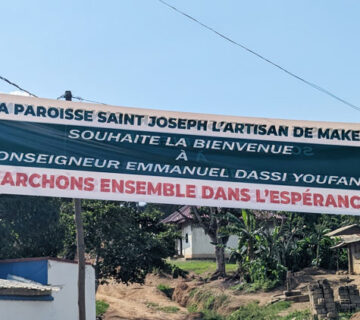 A PAROISSE SAINT JOSEPH L'ARTISAN DE MAKE
SOUHAITE LA BIENVENUE
À
ONSEIGNEUR EMMANUEL DASSI YOUFAN
ARCHONS ENSEMBLE DANS L'ESPÉRANC